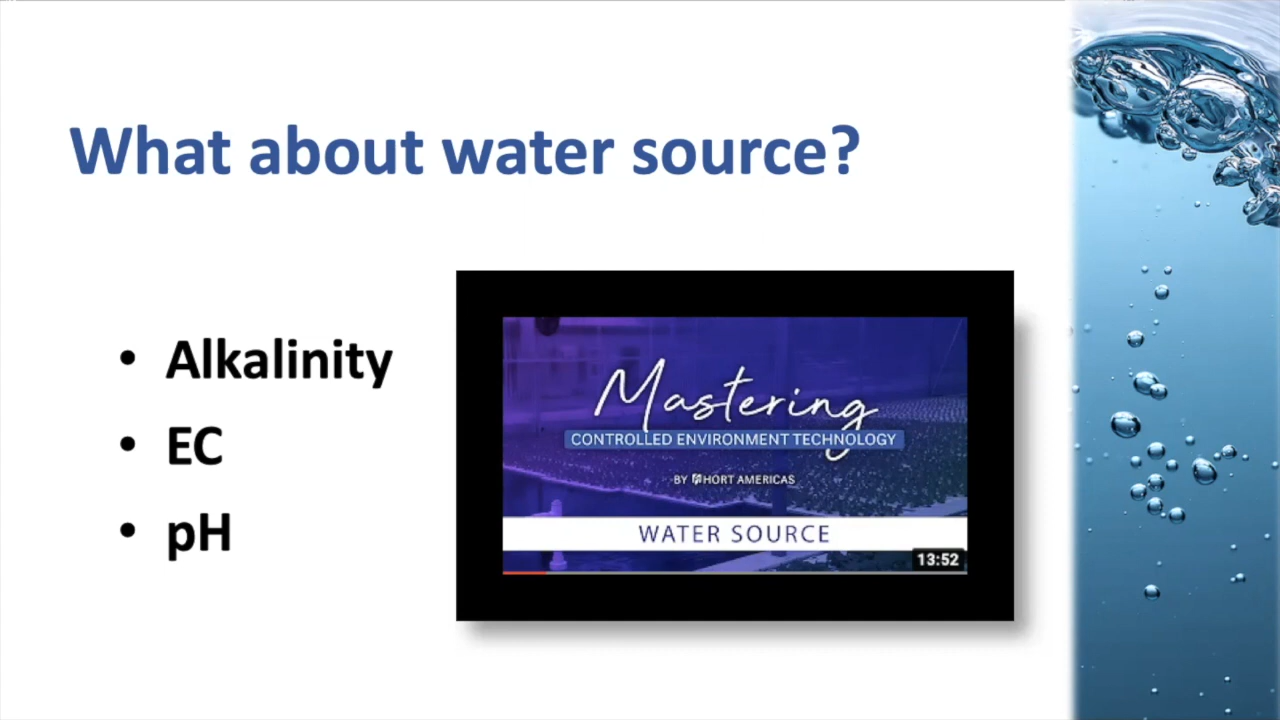 What about water source?
• Alkalinity
• EC
• pH
Mastering
CONTROLLED ENVIRONMENT TECHNOLOGY
BY HORT AMERICAS
WATER SOURCE
13:52